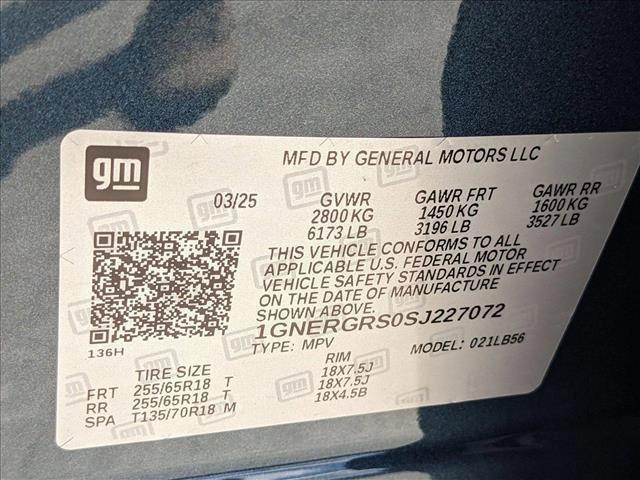 gm
MFD BY GENERAL MOTORS LLC
03/25 GVWR GAWR FRT GAWR RR
2800 KG 1450 KG 1600 KG
6173 LB 3196 LB 3527 LB
THIS VEHICLE CONFORMS TO ALL
APPLICABLE U.S. FEDERAL MOTOR
VEHICLE SAFETY STANDARDS IN EFFECT
ON THE DATE OF MANUFACTURE
SHOWN ABOVE.
1GNERGRS0SJ227072
136H TYPE: MPV MODEL: 021LB56
TIRE SIZE RIM
FRT 255/65R18 T 18X7.5J
RR 255/65R18 T 18X7.5J
SPA T135/70R18 M 18X4.5B